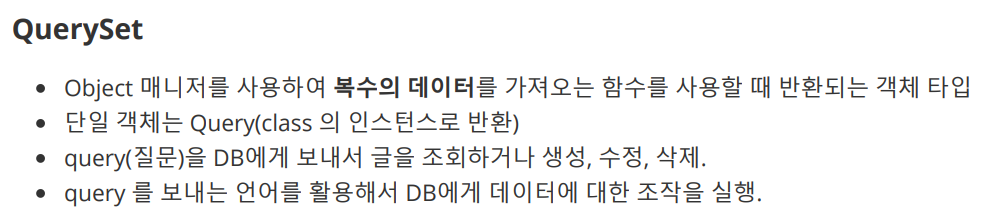 QuerySet
• Object 매니저를 사용하여 복수의 데이터를 가져오는 함수를 사용할 때 반환되는 객체 타입
• 단일 객체는 Query(class 의 인스턴스로 반환)
• query(질문)을 DB에게 보내서 글을 조회하거나 생성, 수정, 삭제.
• query 를 보내는 언어를 활용해서 DB에게 데이터에 대한 조작을 실행.